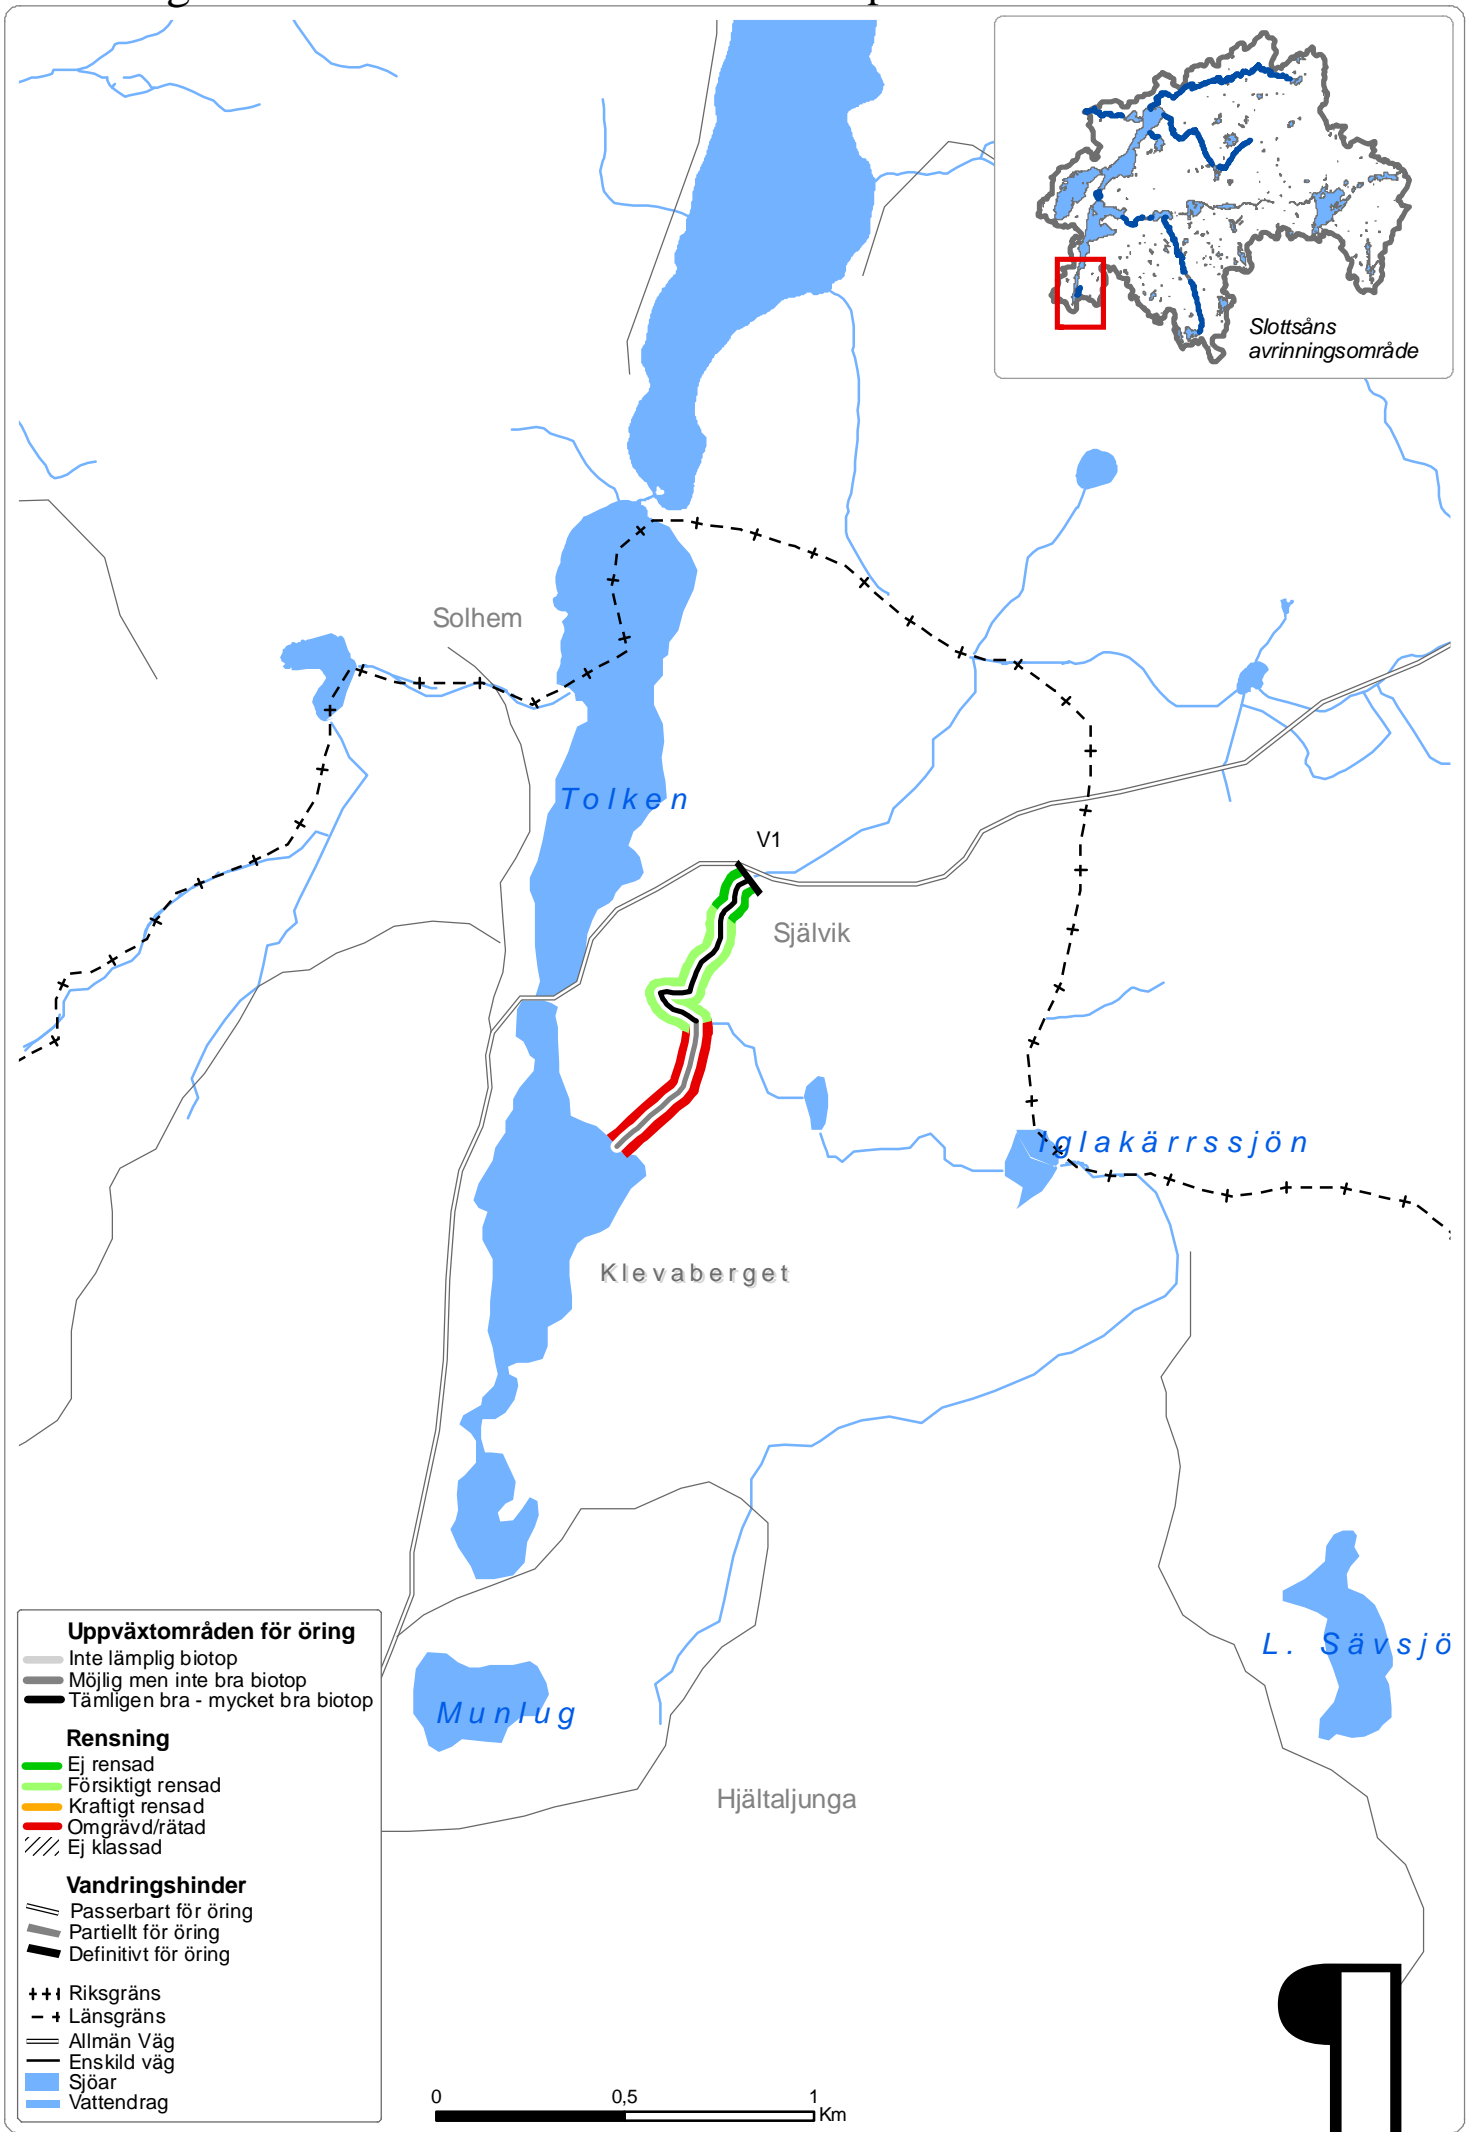 Slottsåns
avrinningsområde
Solhem
Tolken
V1
Självik
Iglakärrssjön
Klevaberget
L. Sävsjö
Munlug
Hjältaljunga
Uppväxtområden för öring
Inte lämplig biotop
Möjlig men inte bra biotop
Tämligen bra - mycket bra biotop
Rensning
Ej rensad
Försiktigt rensad
Kraftigt rensad
Omgrävd/rätad
Ej klassad
Vandringshinder
Passerbart för öring
Partiellt för öring
Definitivt för öring
Riksgräns
Länsgräns
Allmän Väg
Enskild väg
Sjöar
Vattendrag
0 0,5 1
Km